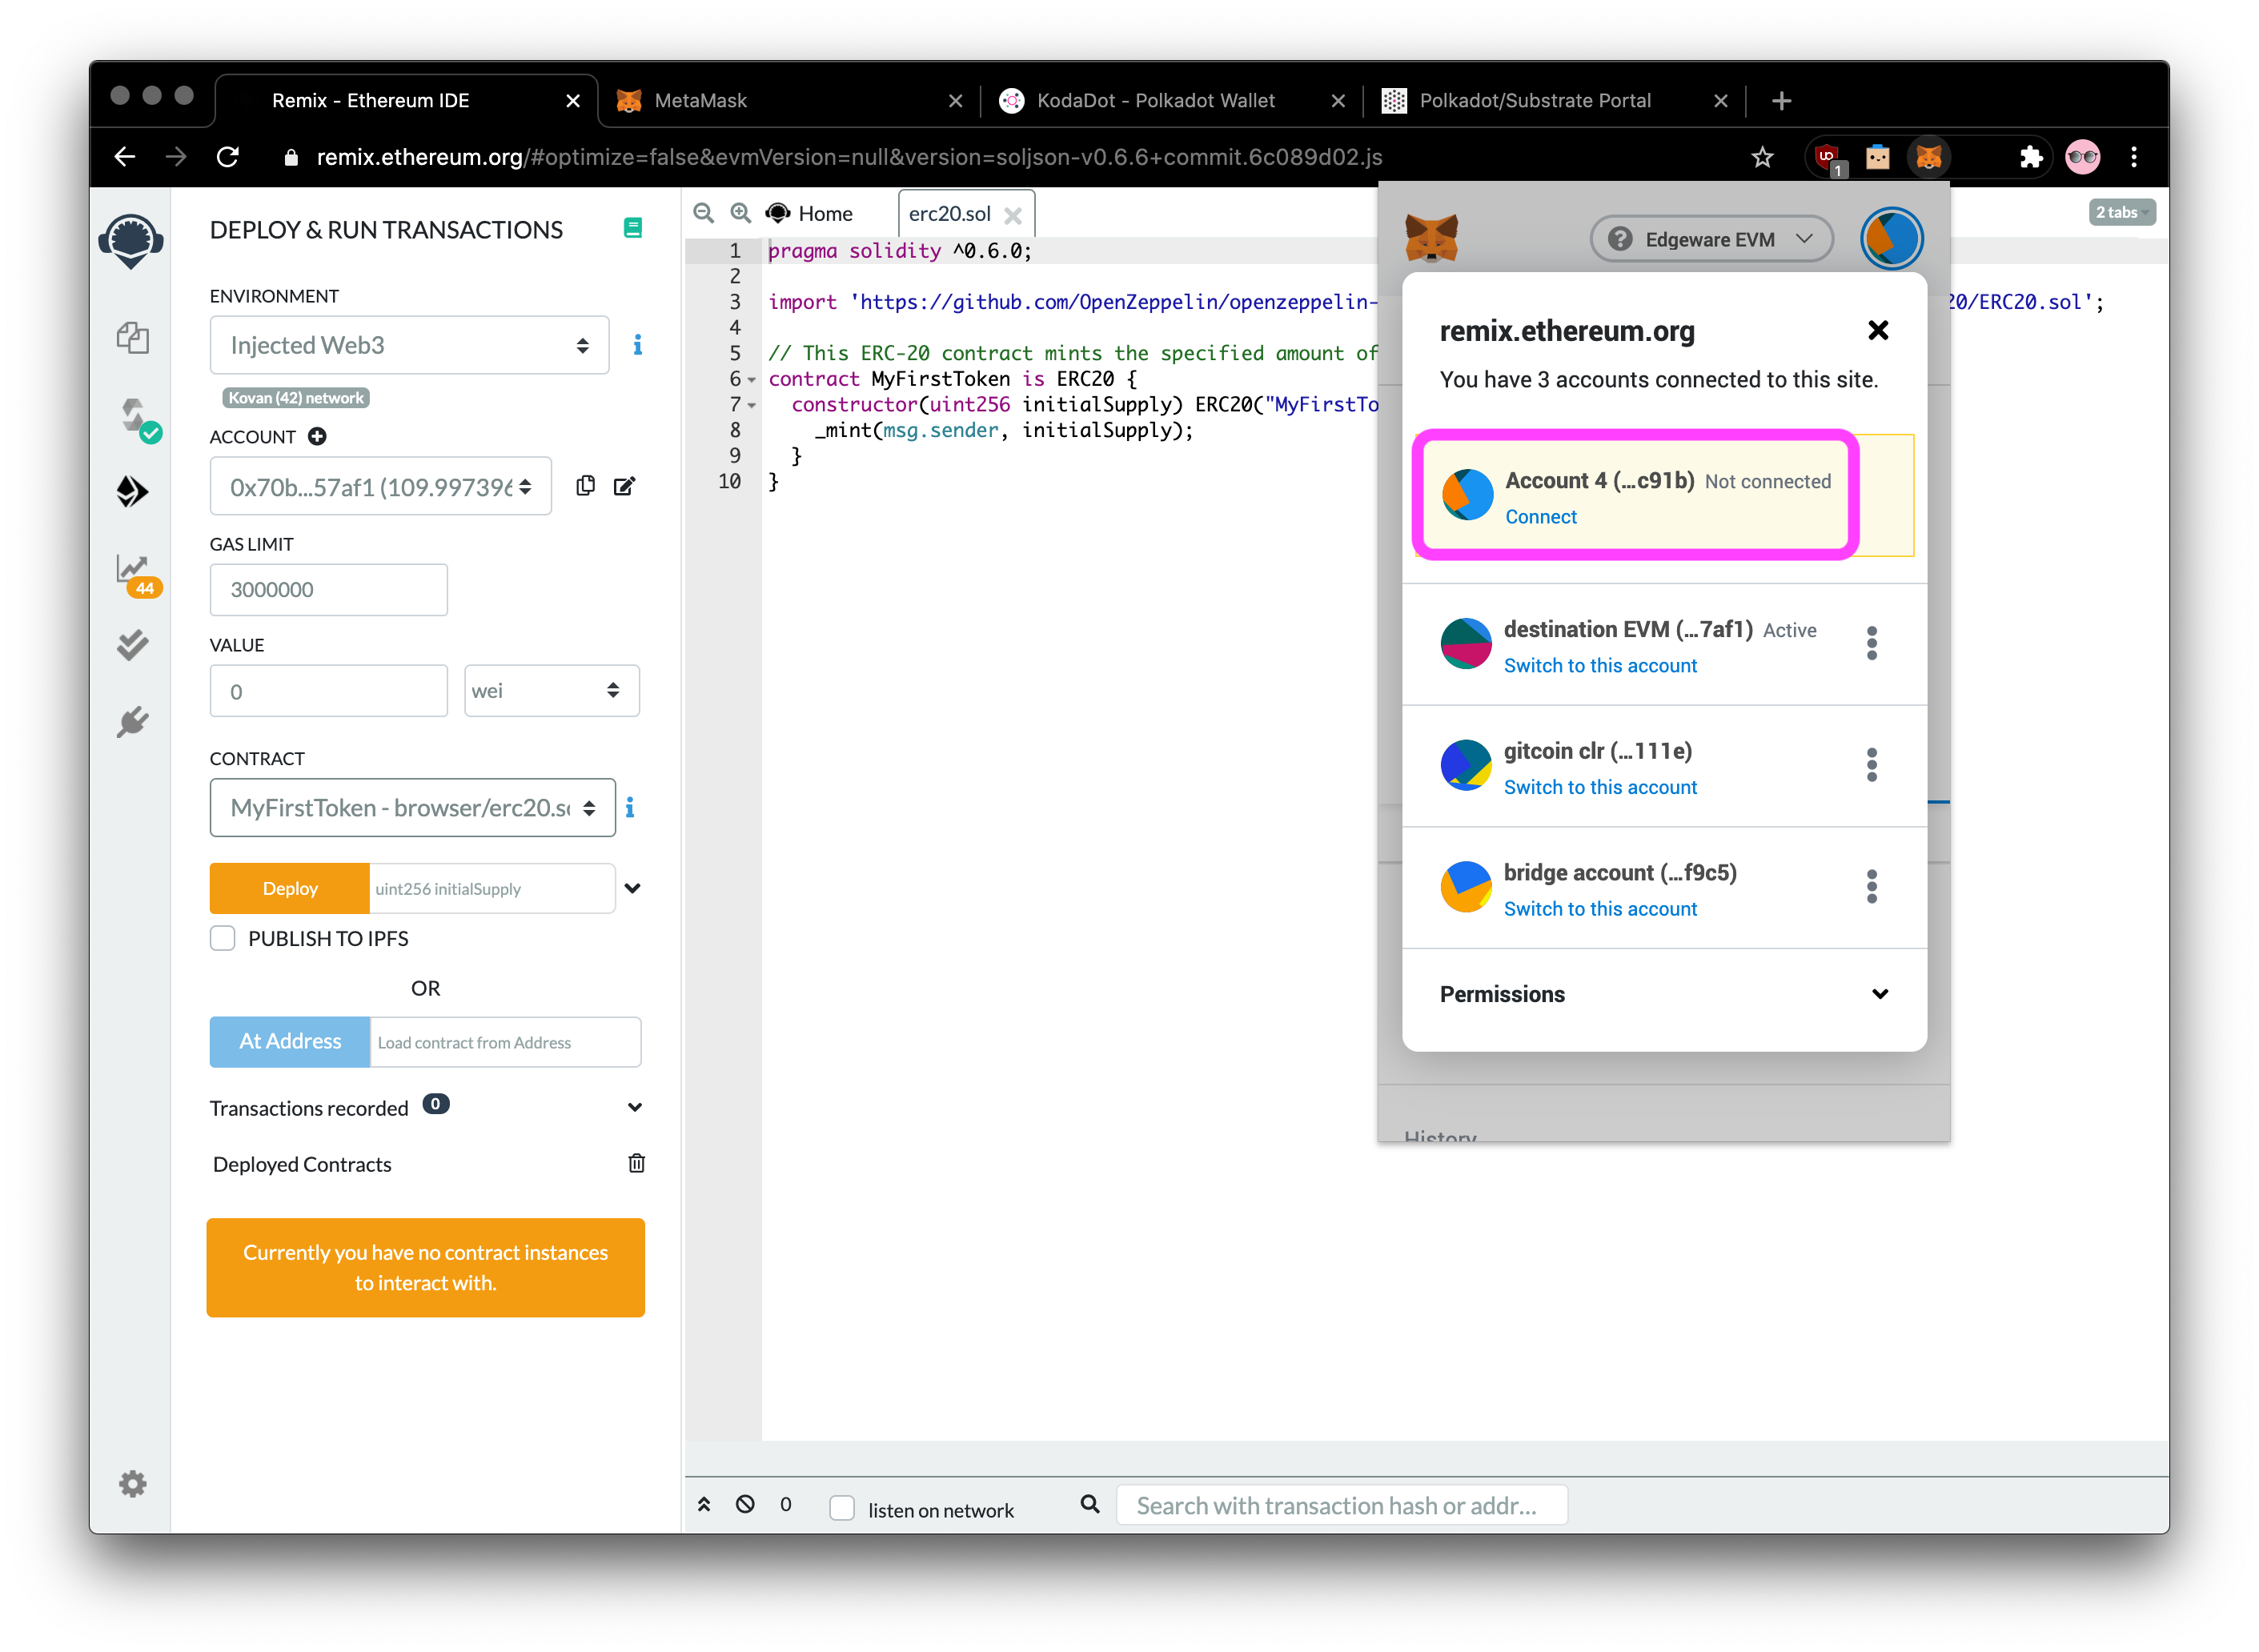 Remix - Ethereum IDE
MetaMask
KodaDot - Polkadot Wallet
Polkadot/Substrate Portal
remix.ethereum.org/#optimize=false&evmVersion=null&version=soljson-v0.6.6+commit.6c089d02.js
1
DEPLOY & RUN TRANSACTIONS
ENVIRONMENT
Injected Web3
Kovan (42) network
ACCOUNT
0x70b...57af1 (109.997396
GAS LIMIT
3000000
VALUE
0
wei
CONTRACT
MyFirstToken - browser/erc20.so
Deploy
uint256 initialSupply
PUBLISH TO IPFS
OR
At Address
Load contract from Address
Transactions recorded 0
Deployed Contracts
Currently you have no contract instances
to interact with.
44
Home
erc20.sol
2 tabs
1 pragma solidity ^0.6.0;
2
3 import 'https://github.com/OpenZeppelin/openzeppelin-
20/ERC20.sol';
4
5 // This ERC-20 contract mints the specified amount of
6 contract MyFirstToken is ERC20 {
7 constructor(uint256 initialSupply) ERC20("MyFirstTo
8 _mint(msg.sender, initialSupply);
9 }
10 }
Edgeware EVM
remix.ethereum.org
You have 3 accounts connected to this site.
Account 4 (...c91b) Not connected
Connect
destination EVM (...7af1) Active
Switch to this account
gitcoin clr (...111e)
Switch to this account
bridge account (...f9c5)
Switch to this account
Permissions
History
0
listen on network
Search with transaction hash or addr...